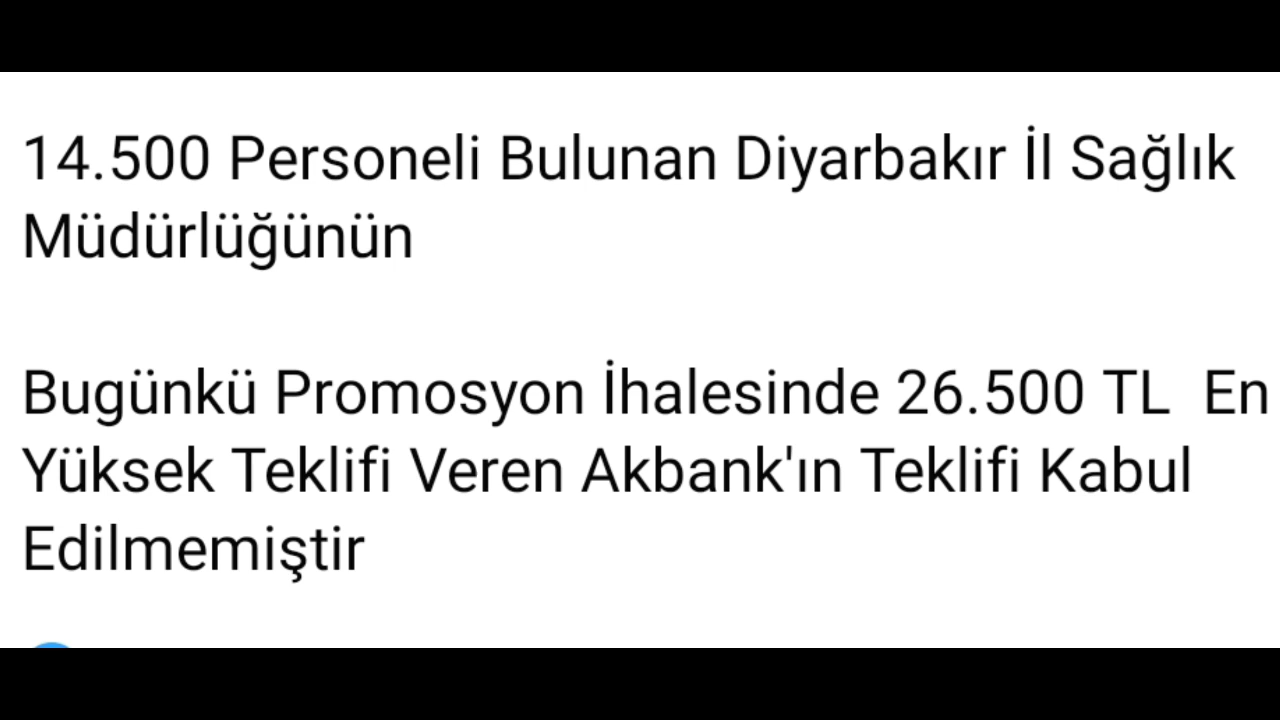 14.500 Personeli Bulunan Diyarbakır İl Sağlık
Müdürlüğünün
Bugünkü Promosyon İhalesinde 26.500 TL  En
Yüksek Teklifi Veren Akbank'ın Teklifi Kabul
Edilmemiştir